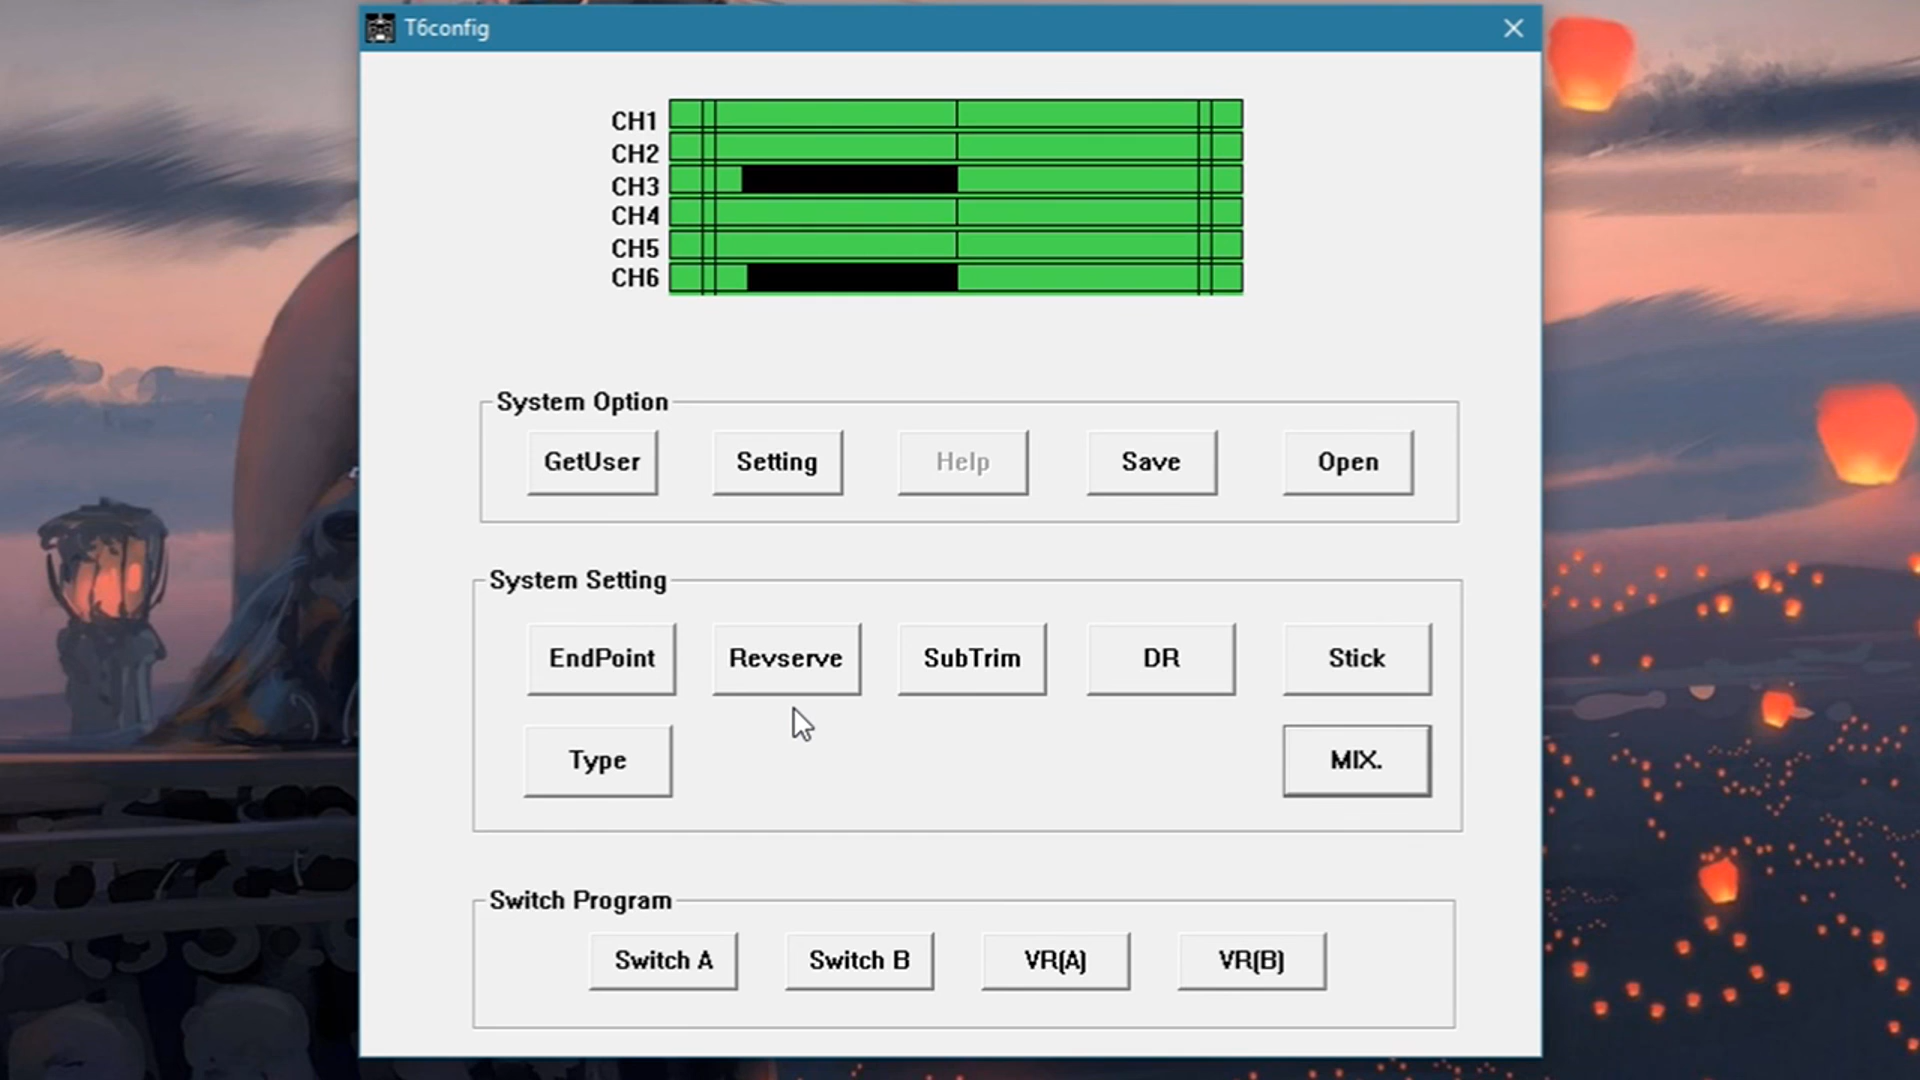 T6config
CH1
CH2
CH3
CH4
CH5
CH6
System Option
GetUser Setting Help Save Open
System Setting
EndPoint Revserve SubTrim DR Stick
Type MIX.
Switch Program
Switch A Switch B VR(A) VR(B)